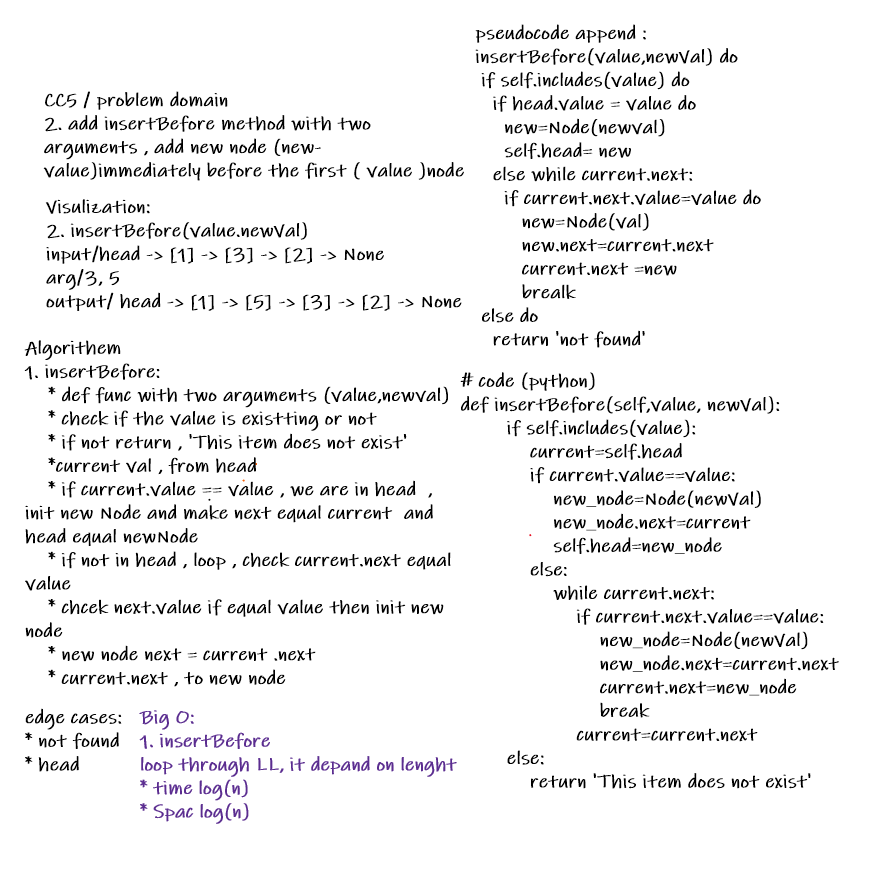 CC5 / problem domain
2. add insertBefore method with two
arguments , add new node (new-
value)immediately before the first ( value )node
Visulization:
2. insertBefore(value.newVal)
input/head -> [1] -> [3] -> [2] -> None
arg/3, 5
output/ head -> [1] -> [5] -> [3] -> [2] -> None
Algorithem
1. insertBefore:
* def func with two arguments (value,newval)
* check if the value is existting or not
* if not return , 'This item does not exist'
*current val , from head
* if current.value == value , we are in head ,
init new Node and make next equal current and
head equal newNode
* if not in head , loop , check current.next equal
value
* chcek next.value if equal value then init new
node
* new node next = current .next
* current.next , to new node
edge cases:
* not found
* head
Big O:
1. insertBefore
loop through LL, it depand on lenght
* time log(n)
* Spac log(n)
pseudocode append :
insertBefore(value,newVal) do
if self.includes(value) do
if head.value = value do
new=Node(newval)
self.head= new
else while current.next:
if current.next.value=value do
new=Node(val)
new.next=current.next
current.next =new
brealk
else do
return 'not found'
# code (python)
def insertBefore(self,value, newVal):
if self.includes(value):
current=self.head
if current.value==value:
new_node=Node(newVal)
new_node.next=current
self.head=new_node
else:
while current.next:
if current.next.value==value:
new_node=Node(newVal)
new_node.next=current.next
current.next=new_node
break
current=current.next
else:
return 'This item does not exist'